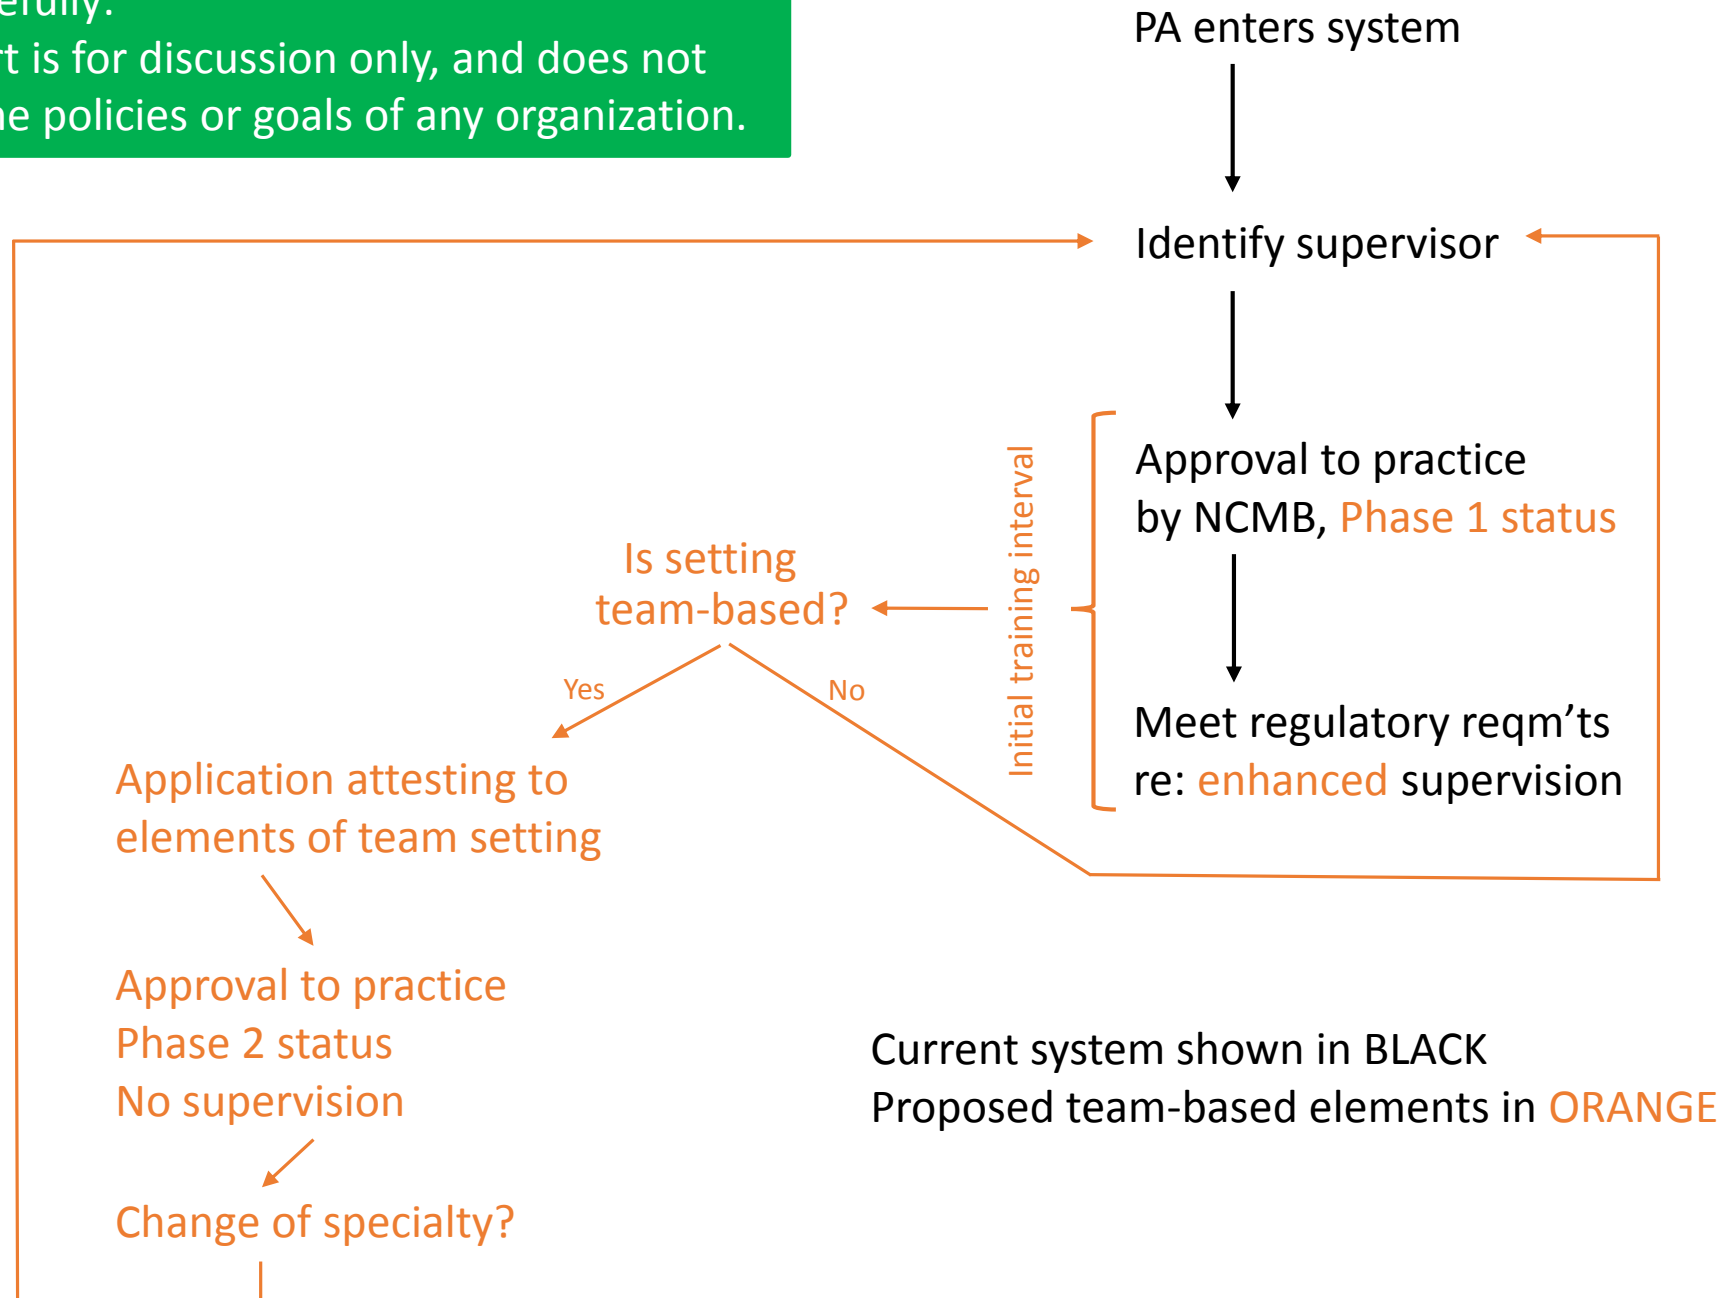 efully:
rt is for discussion only, and does not
he policies or goals of any organization.
PA enters system
Identify supervisor
Approval to practice
by NCMB, Phase 1 status
Initial training interval
Is setting
team-based?
Yes
No
Meet regulatory reqm’ts
re: enhanced supervision
Application attesting to
elements of team setting
Approval to practice
Phase 2 status
No supervision
Current system shown in BLACK
Proposed team-based elements in ORANGE
Change of specialty?